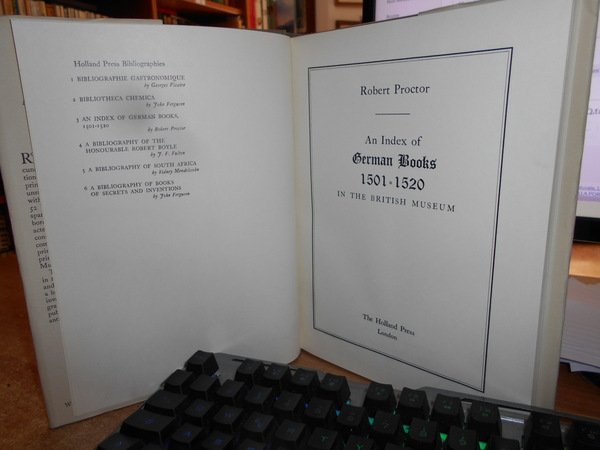 Holland Press Bibliographies
1 BIBLIOGRAPHIE GASTRONOMIQUE
by Georges Vicaire
2 BIBLIOTHECA CHEMICA
by John Ferguson
3 AN INDEX OF GERMAN BOOKS,
1501-1520
by Robert Proctor
4 A BIBLIOGRAPHY OF THE
HONOURABLE ROBERT BOYLE
by J. F. Fulton
5 A BIBLIOGRAPHY OF SOUTH AFRICA
by Sidney Mendelssohn
6 A BIBLIOGRAPHY OF BOOKS
OF SECRETS AND INVENTIONS
by John Ferguson
Robert Proctor
An Index of
German Books
1501-1520
IN THE BRITISH MUSEUM
The Holland Press
London